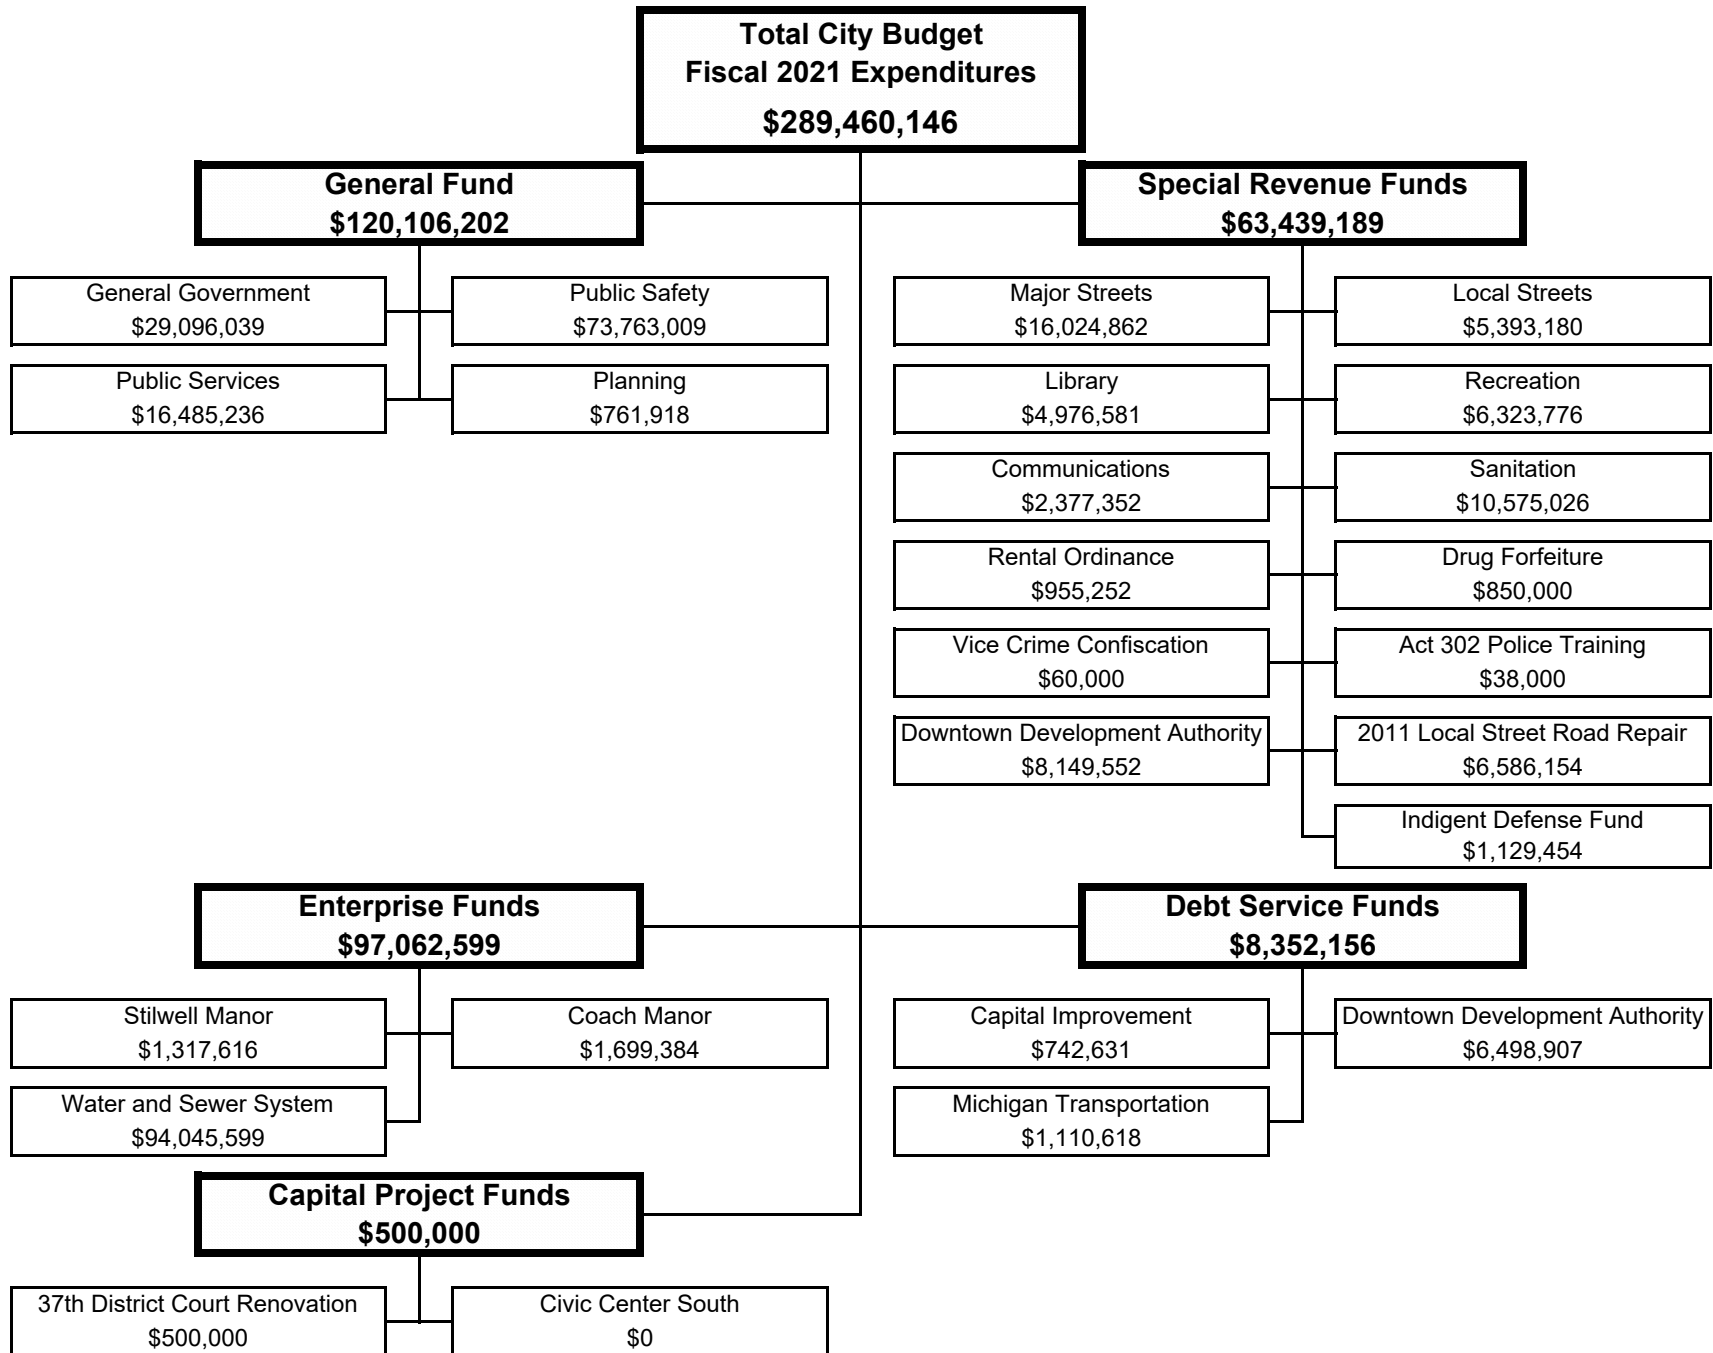 Total City Budget
Fiscal 2021 Expenditures
$289,460,146
General Fund
$120,106,202
Special Revenue Funds
$63,439,189
General Government
$29,096,039
Public Safety
$73,763,009
Public Services
$16,485,236
Planning
$761,918
Major Streets
$16,024,862
Local Streets
$5,393,180
Library
$4,976,581
Recreation
$6,323,776
Communications
$2,377,352
Sanitation
$10,575,026
Rental Ordinance
$955,252
Drug Forfeiture
$850,000
Vice Crime Confiscation
$60,000
Act 302 Police Training
$38,000
Downtown Development Authority
$8,149,552
2011 Local Street Road Repair
$6,586,154
Indigent Defense Fund
$1,129,454
Enterprise Funds
$97,062,599
Debt Service Funds
$8,352,156
Stilwell Manor
$1,317,616
Coach Manor
$1,699,384
Water and Sewer System
$94,045,599
Capital Improvement
$742,631
Downtown Development Authority
$6,498,907
Michigan Transportation
$1,110,618
Capital Project Funds
$500,000
37th District Court Renovation
$500,000
Civic Center South
$0